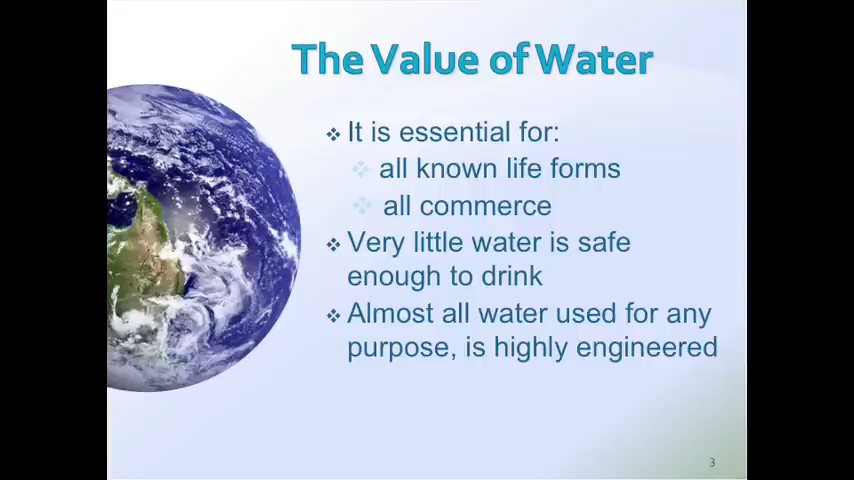 The Value of Water
❖ It is essential for:
❖ all known life forms
❖ all commerce
❖ Very little water is safe
enough to drink
❖ Almost all water used for any
purpose, is highly engineered
3